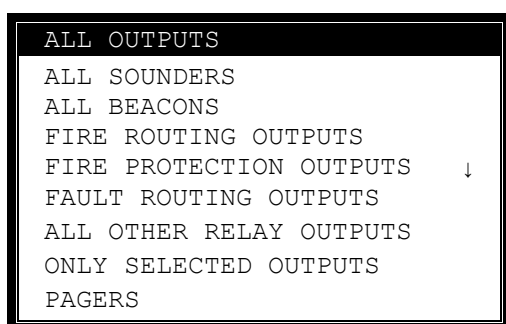 ALL OUTPUTS
ALL SOUNDERS
ALL BEACONS
FIRE ROUTING OUTPUTS
FIRE PROTECTION OUTPUTS ↓
FAULT ROUTING OUTPUTS
ALL OTHER RELAY OUTPUTS
ONLY SELECTED OUTPUTS
PAGERS